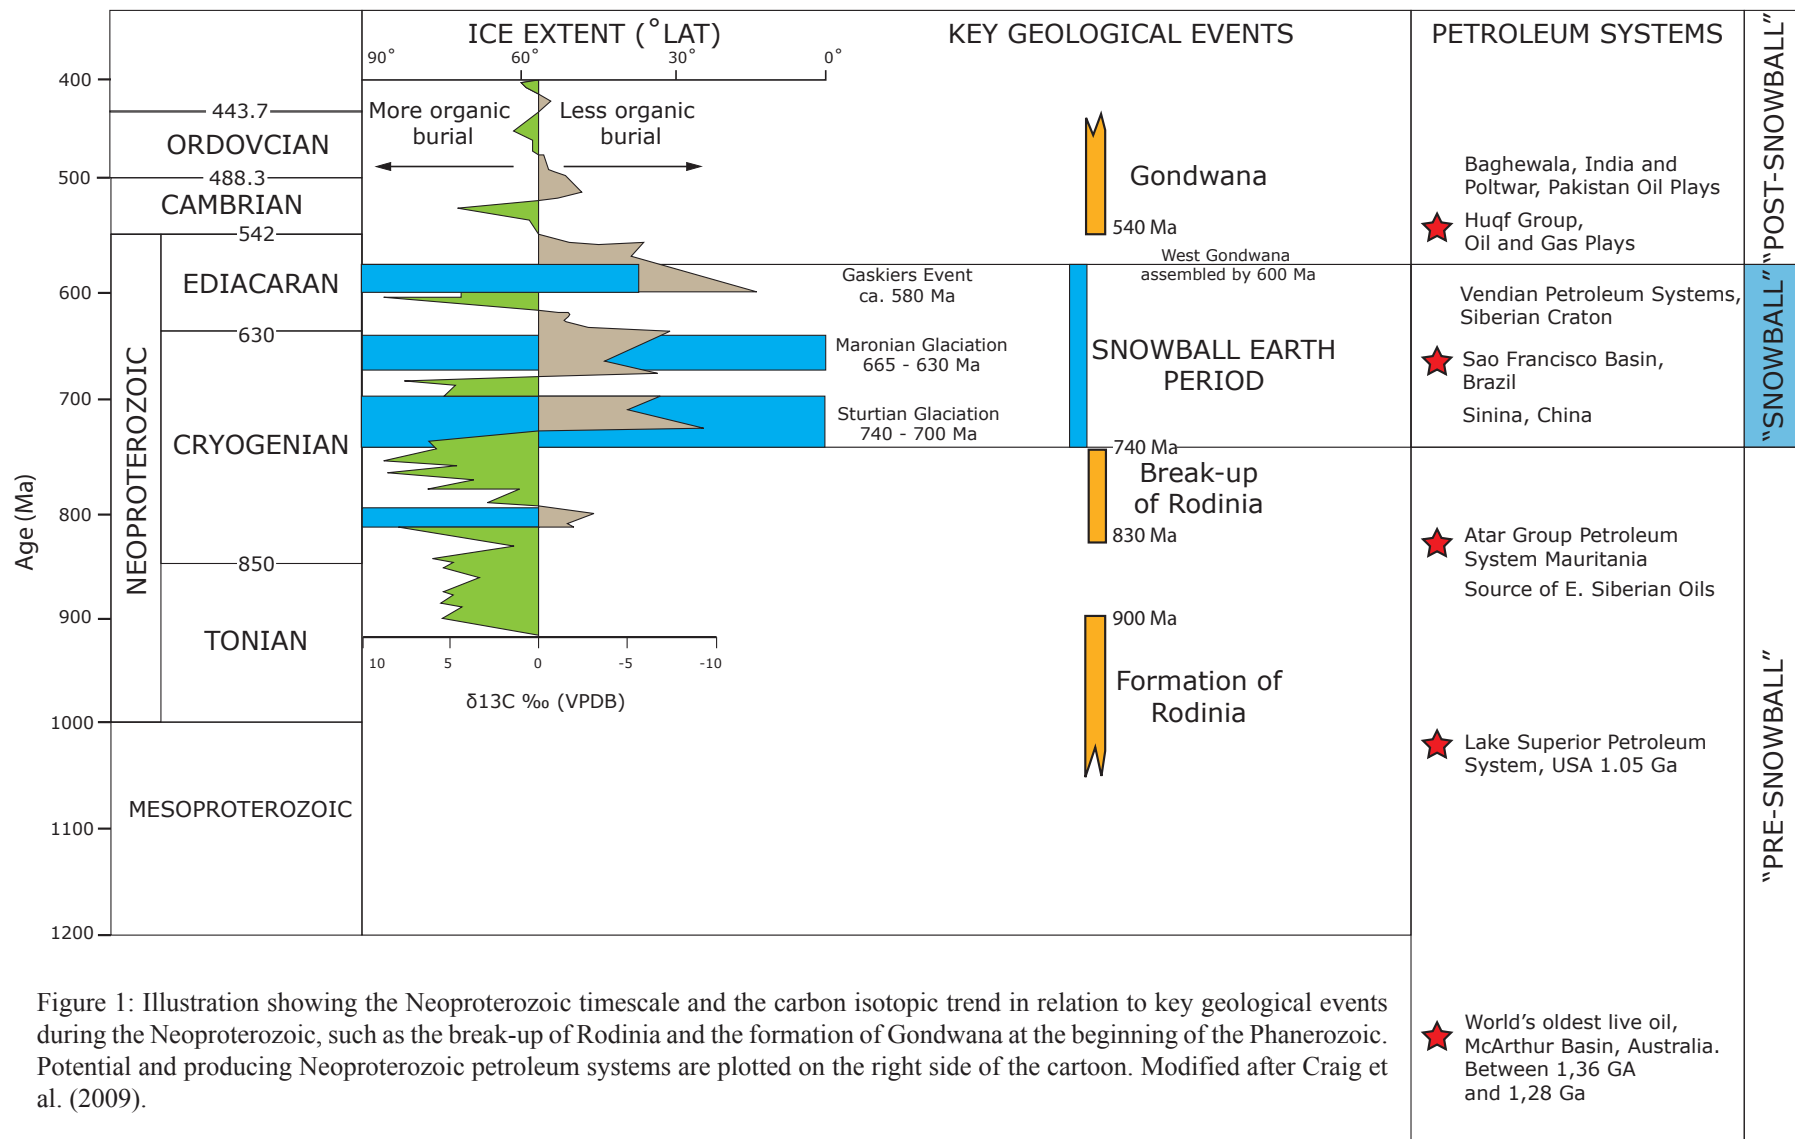 ICE EXTENT (°LAT)
KEY GEOLOGICAL EVENTS
PETROLEUM SYSTEMS
90°
60°
30°
0°
Age (Ma)
400
500
600
700
800
900
1000
1100
1200
NEOPROTEROZOIC
443.7
ORDOVCIAN
488.3
CAMBRIAN
542
EDIACARAN
630
CRYOGENIAN
850
TONIAN
MESOPROTEROZOIC
More organic
burial
Less organic
burial
10
5
0
-5
-10
δ13C ‰ (VPDB)
Gaskiers Event
ca. 580 Ma
Maronian Glaciation
665 - 630 Ma
Sturtian Glaciation
740 - 700 Ma
Gondwana
540 Ma
West Gondwana
assembled by 600 Ma
SNOWBALL EARTH
PERIOD
740 Ma
Break-up
of Rodinia
830 Ma
900 Ma
Formation of
Rodinia
Baghewala, India and
Poltwar, Pakistan Oil Plays
Huqf Group,
Oil and Gas Plays
Vendian Petroleum Systems,
Siberian Craton
Sao Francisco Basin,
Brazil
Sinina, China
Atar Group Petroleum
System Mauritania
Source of E. Siberian Oils
Lake Superior Petroleum
System, USA 1.05 Ga
World’s oldest live oil,
McArthur Basin, Australia.
Between 1,36 GA
and 1,28 Ga
“POST-SNOWBALL”
“SNOWBALL”
“PRE-SNOWBALL”
Figure 1: Illustration showing the Neoproterozoic timescale and the carbon isotopic trend in relation to key geological events
during the Neoproterozoic, such as the break-up of Rodinia and the formation of Gondwana at the beginning of the Phanerozoic.
Potential and producing Neoproterozoic petroleum systems are plotted on the right side of the cartoon. Modified after Craig et
al. (2009).